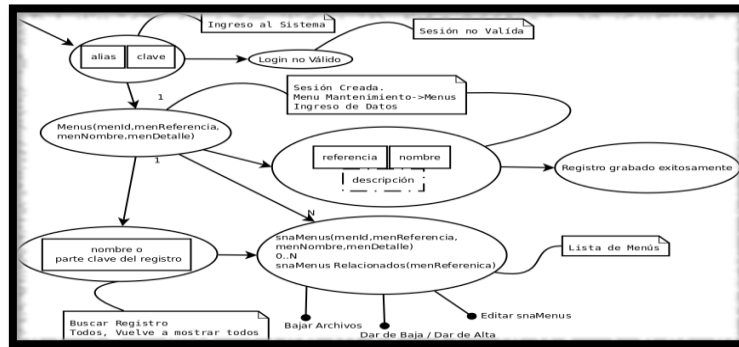 Ingreso al Sistema
Sesión no Valída
alias
clave
Login no Válido
1
Sesión Creada.
Menu Mantenimiento->Menus
Ingreso de Datos
Menus(menId,menReferencia,
menNombre,menDetalle)
1
referencia
nombre
descripción
Registro grabado exitosamente
N
nombre o
parte clave del registro
snaMenus(menId,menReferencia,
menNombre,menDetalle)
0..N
snaMenus Relacionados(menReferenica)
Lista de Menús
Buscar Registro
Todos, Vuelve a mostrar todos
Bajar Archivos
Dar de Baja / Dar de Alta
Editar snaMenus